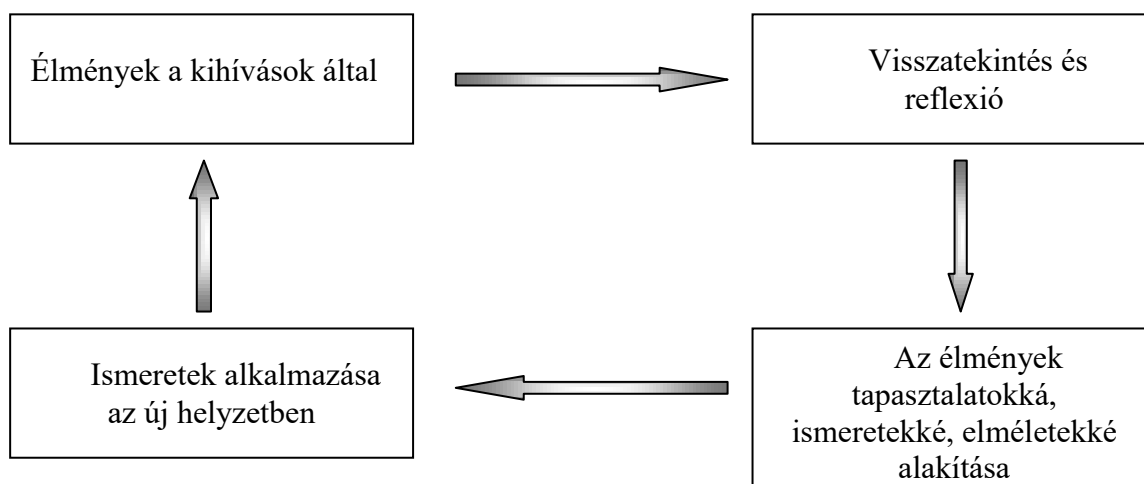 Élmények a kihívások által
Visszatekintés és
reflexió
Az élmények
tapasztalatokká,
ismeretekké, elméletekké
alakítása
Ismeretek alkalmazása
az új helyzetben